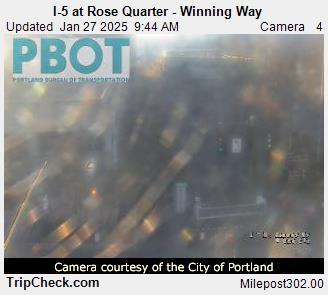 I-5 at Rose Quarter - Winning Way
Updated Jan 27 2025 9:44 AM Camera 4
PBOT
PORTLAND BUREAU OF TRANSPORTATION
Camera courtesy of the City of Portland
TripCheck.com Milepost302.00